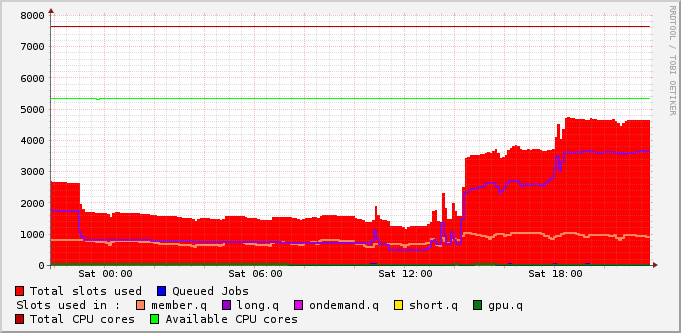 8000
7000
6000
5000
4000
3000
2000
1000
0
Sat 00:00 Sat 06:00 Sat 12:00 Sat 18:00
RRDTOOL / TOBI OETIKER
Total slots used Queued Jobs
Slots used in : member.q long.q ondemand.q short.q gpu.q
Total CPU cores Available CPU cores